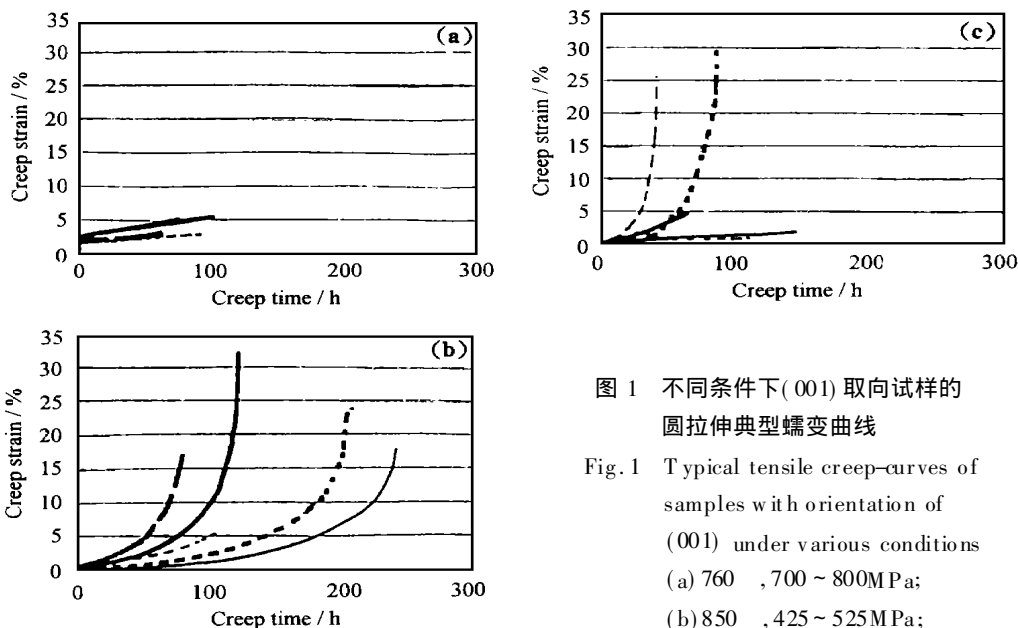 35
30
25
20
15
10
5
0
(a)
Creep strain / %
0 100 200 300
Creep time / h
35
30
25
20
15
10
5
0
(c)
Creep strain / %
0 100 200 300
Creep time / h
35
30
25
20
15
10
5
0
(b)
Creep strain / %
0 100 200 300
Creep time / h
图 1 不同条件下(001)取向试样的
圆拉伸典型蠕变曲线
Fig.1 Typical tensile creep-curves of
samples with orientation of
(001) under various conditions
(a) 760 ,700 ~ 800MPa;
(b) 850 ,425 ~ 525MPa;